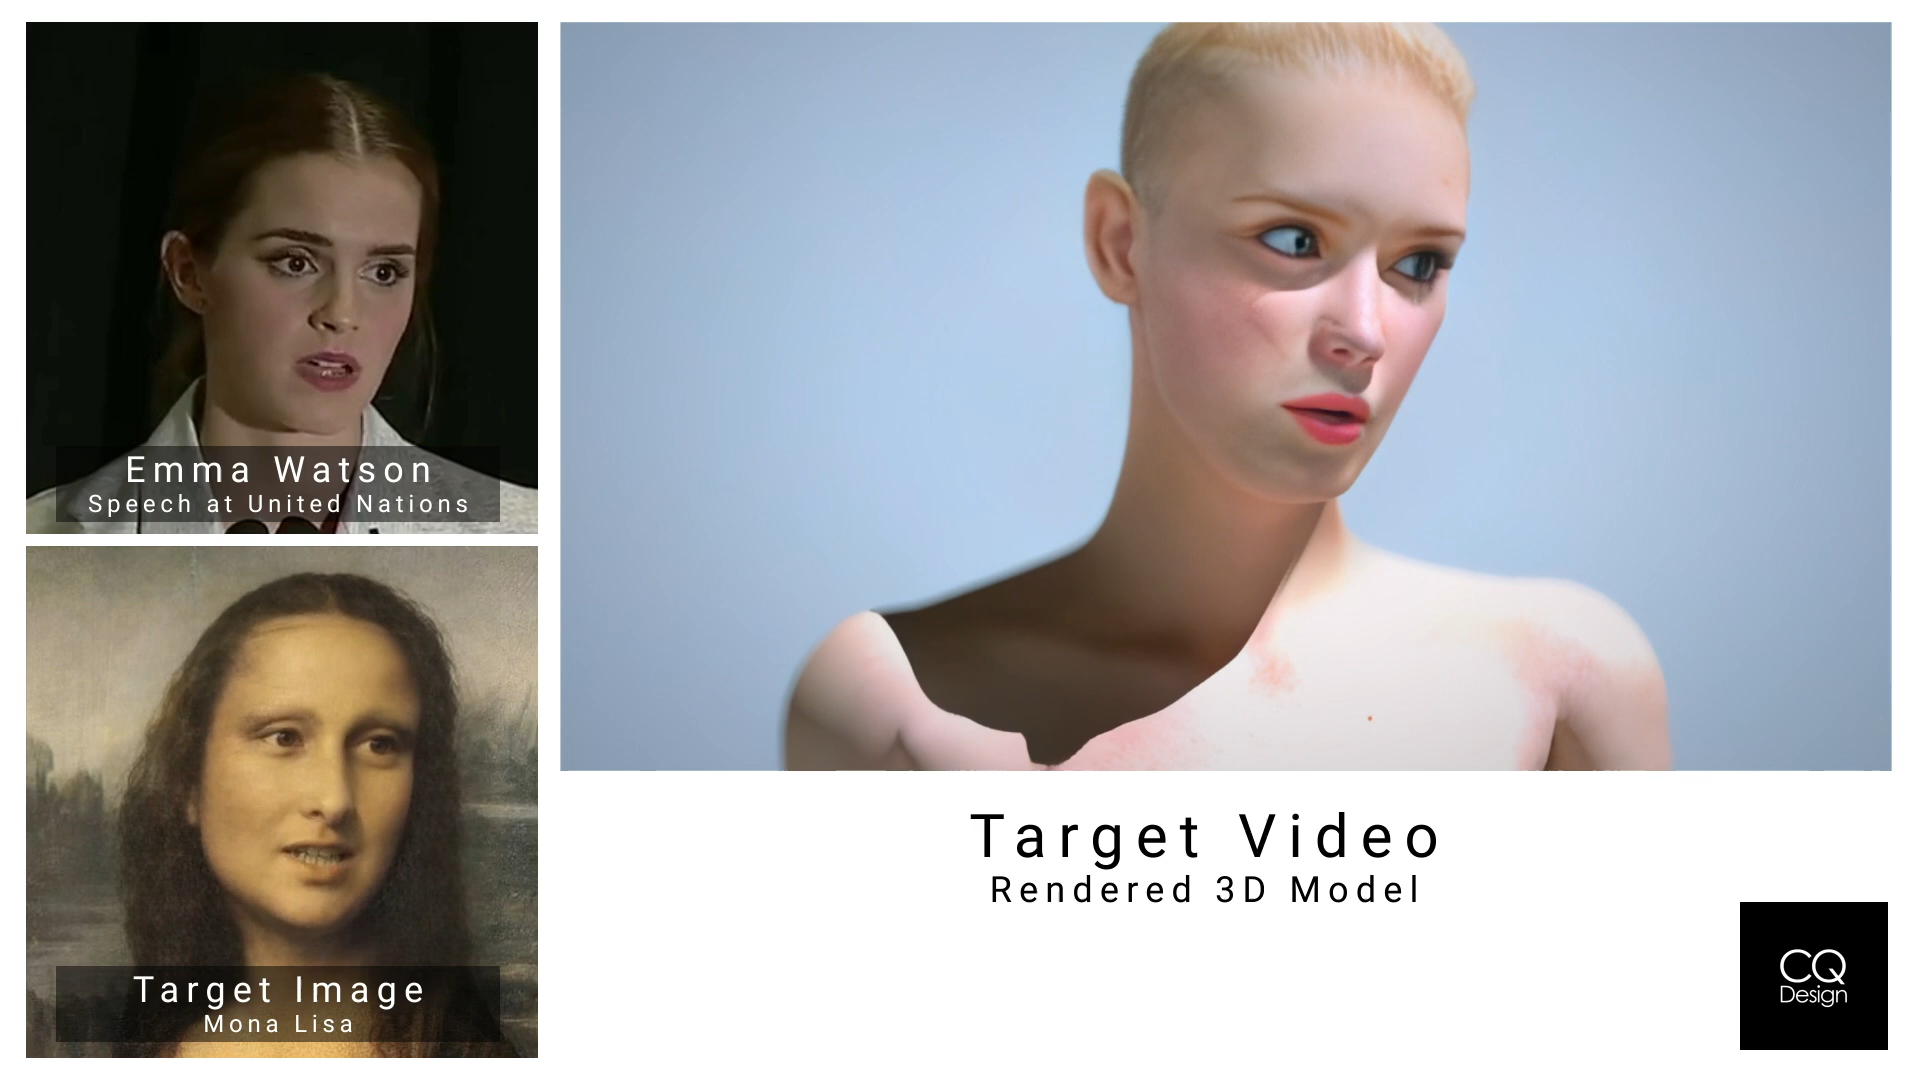 Emma Watson
Speech at United Nations
Target Image
Mona Lisa
Target Video
Rendered 3D Model
CQ
Design